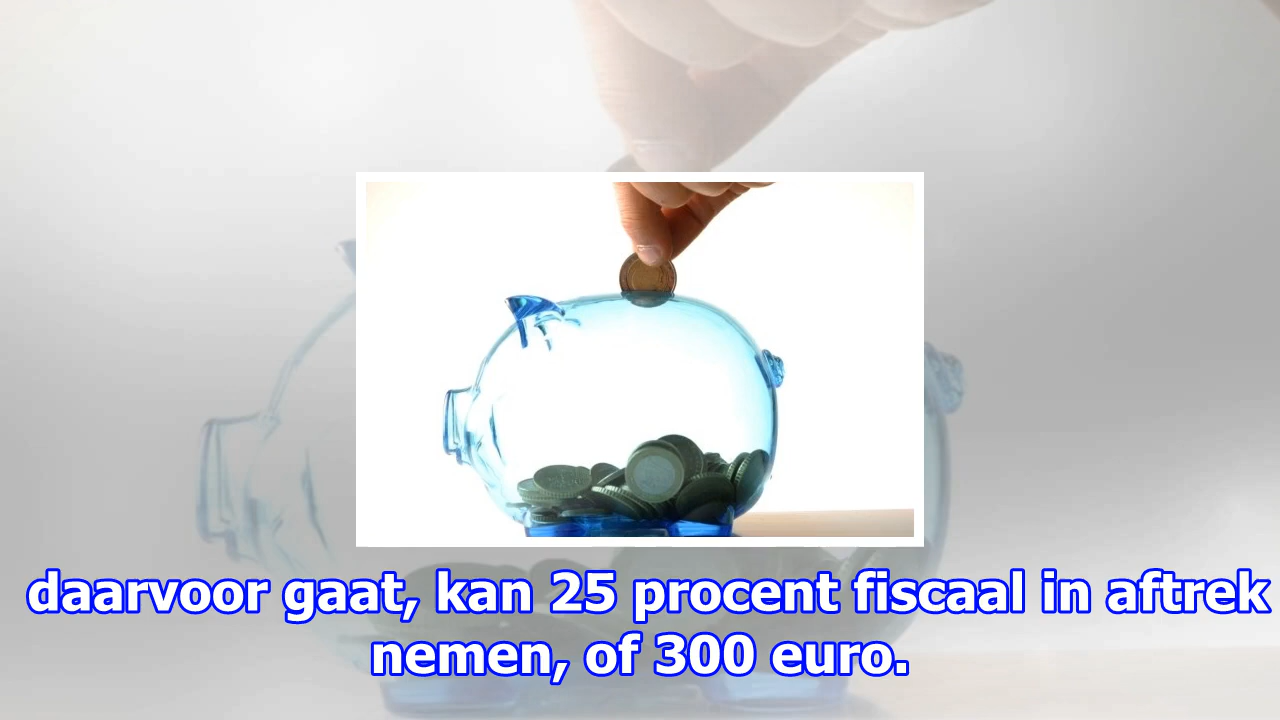 daarvoor gaat, kan 25 procent fiscaal in aftrek
nemen, of 300 euro.